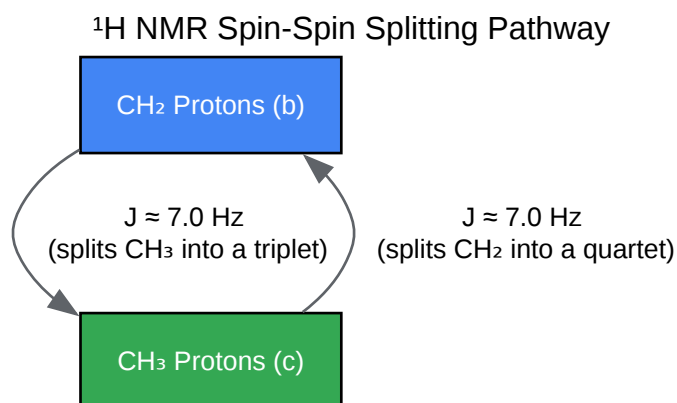 ¹H NMR Spin-Spin Splitting Pathway
CH₂ Protons (b)
J ≈ 7.0 Hz
(splits CH₃ into a triplet)
J ≈ 7.0 Hz
(splits CH₂ into a quartet)
CH₃ Protons (c)